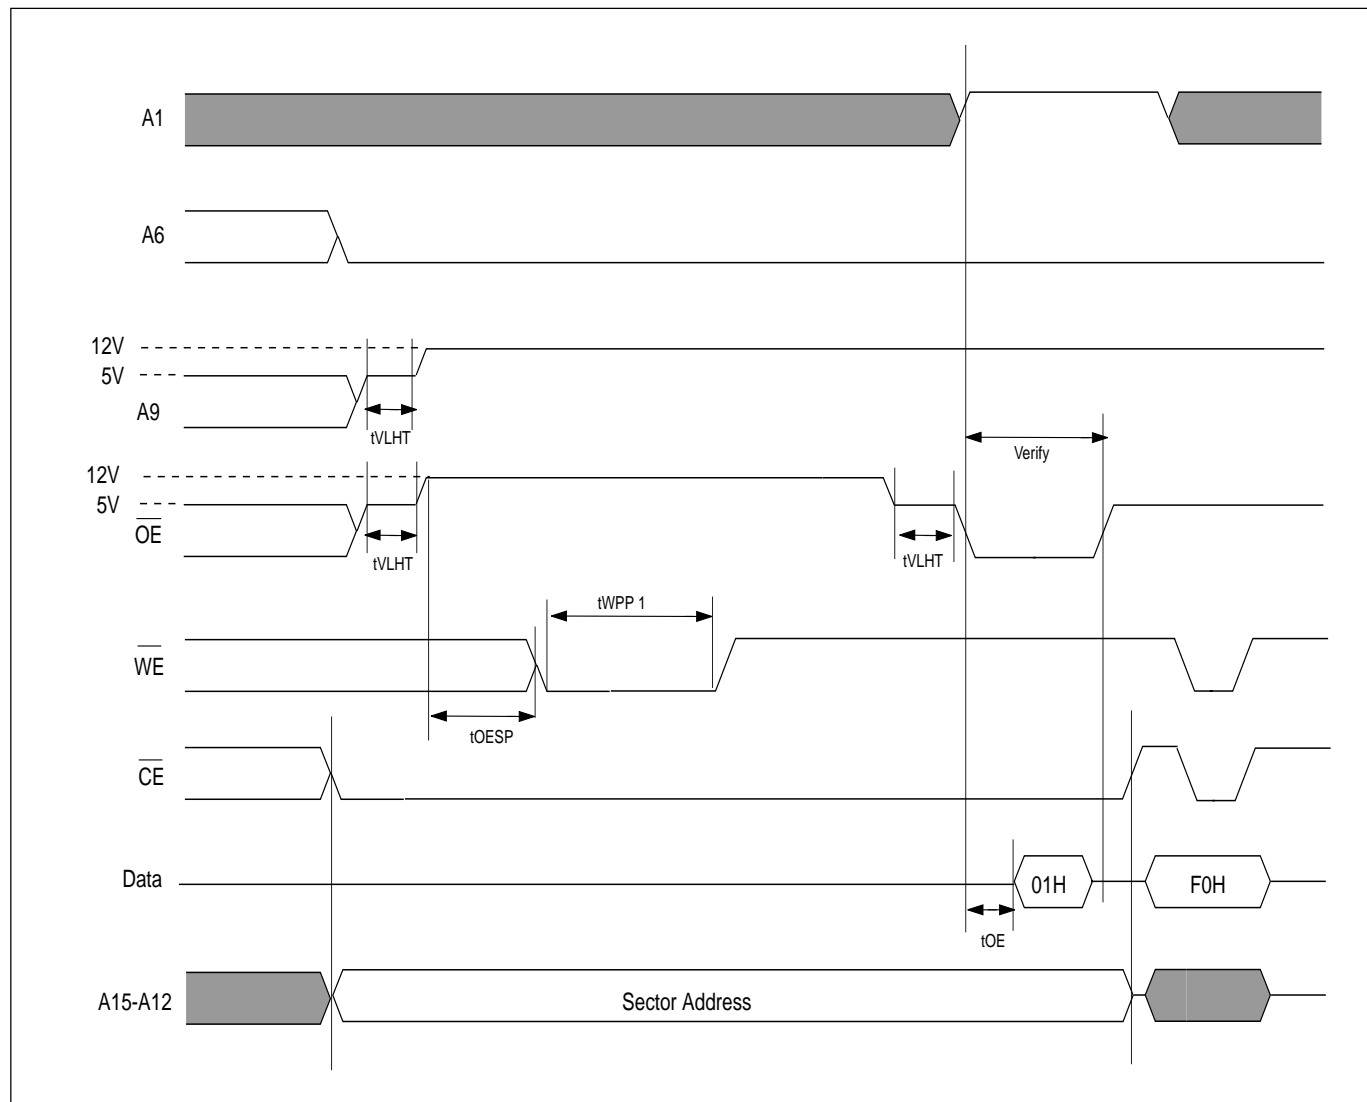 A1
A6
12V
5V
A9
tVLHT
Verify
12V
5V
OE
tVLHT
tVLHT
tWPP 1
WE
tOESP
CE
Data
01H
F0H
tOE
A15-A12
Sector Address